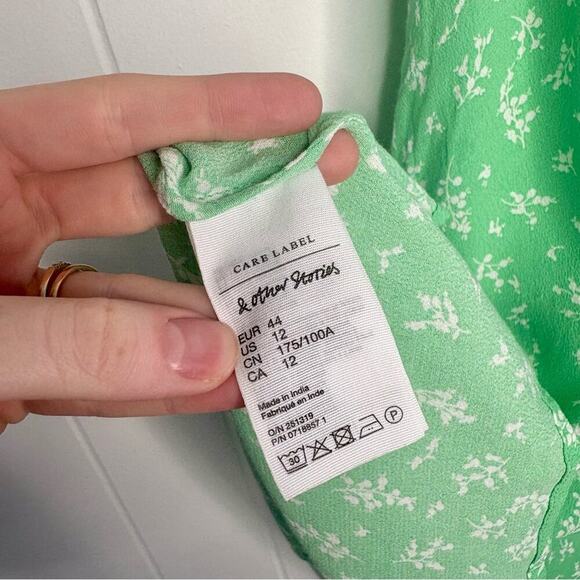 CARE LABEL
& other Stories
EUR 44
US 12
CN 175/100A
CA 12
Made in India
Fabriqué en Inde
O/N 251319
P/N 0718857 1
30 P